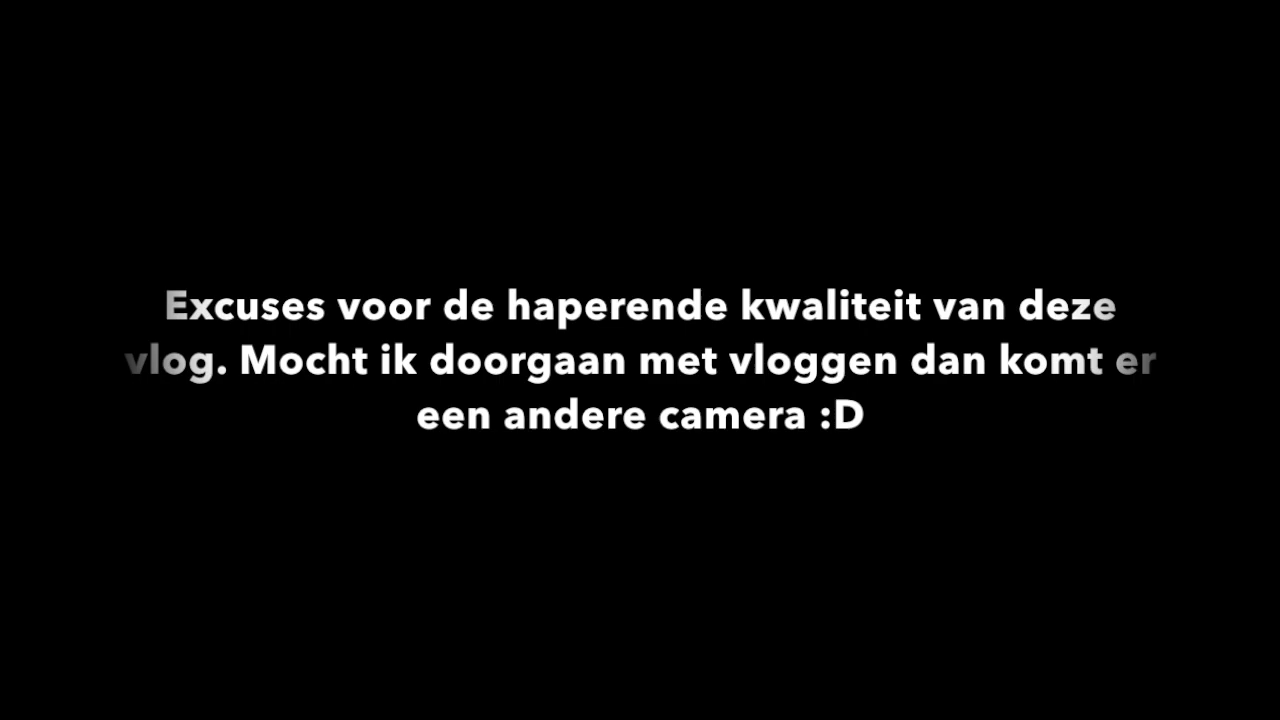 Excuses voor de haperende kwaliteit van deze
vlog. Mocht ik doorgaan met vloggen dan komt er
een andere camera :D